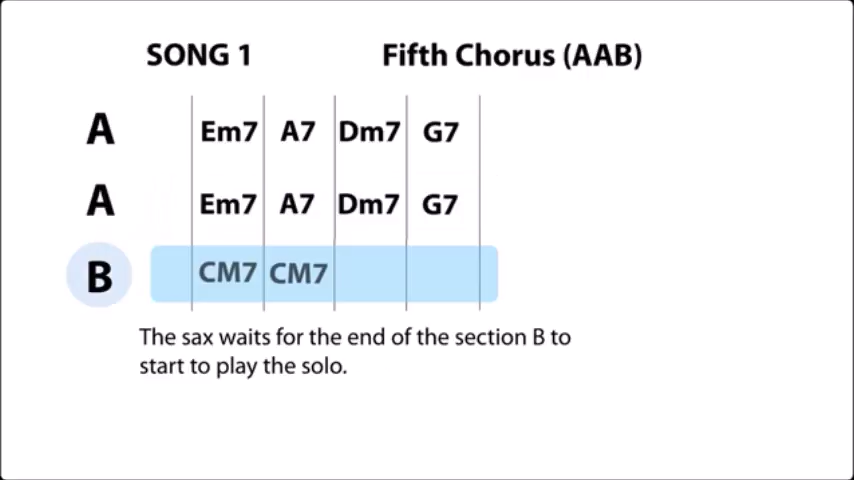 SONG 1 Fifth Chorus (AAB)
A Em7 A7 Dm7 G7
A Em7 A7 Dm7 G7
B CM7 CM7
The sax waits for the end of the section B to
start to play the solo.